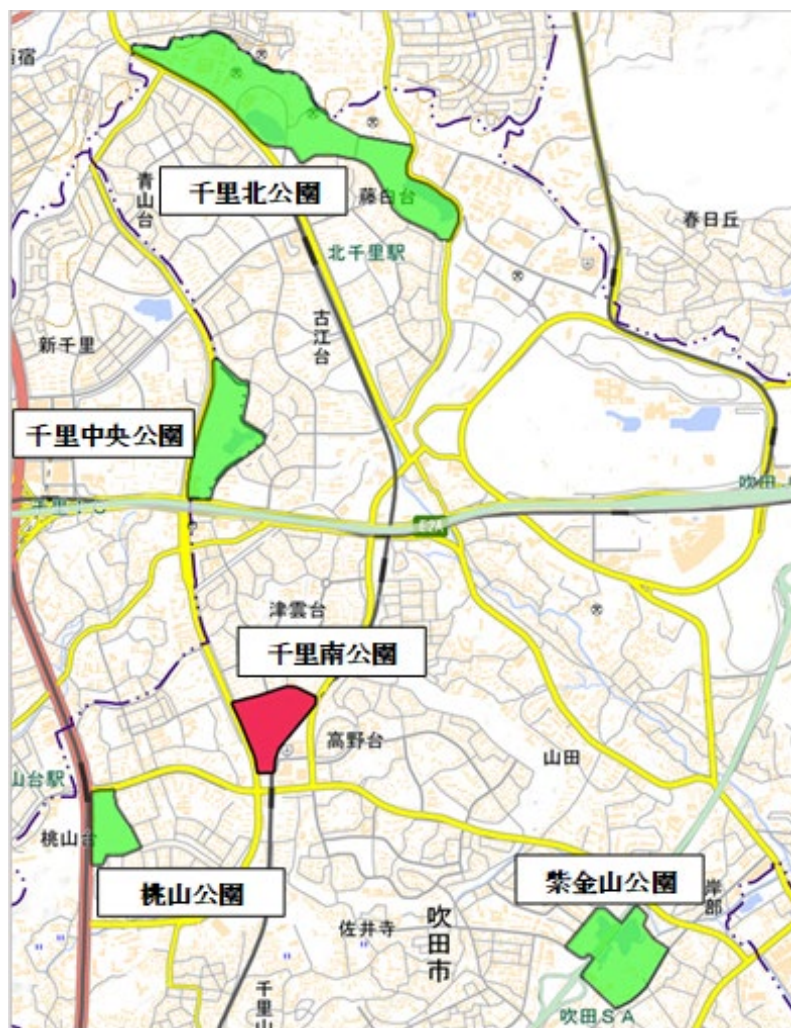 千里北公園
青山台
藤白台
北千里駅
春日丘
古江台
新千里
千里中央公園
吹田
E2A
津雲台
千里南公園
高野台
山田
山台駅
桃山台
桃山公園
紫金山公園
岸部
佐井寺
吹田市
千里山
吹田SA